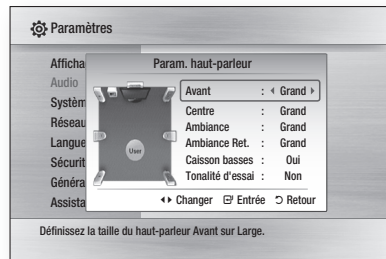 Paramètres
Afficha
Audio
Systèm
Réseau
Langue
Sécurit
Généra
Assista
Param. haut-parleur
User
Avant : Grand
Centre : Grand
Ambiance : Grand
Ambiance Ret. : Grand
Caisson basses : Oui
Tonalité d'essai : Non
Changer Entrée Retour
Définissez la taille du haut-parleur Avant sur Large.